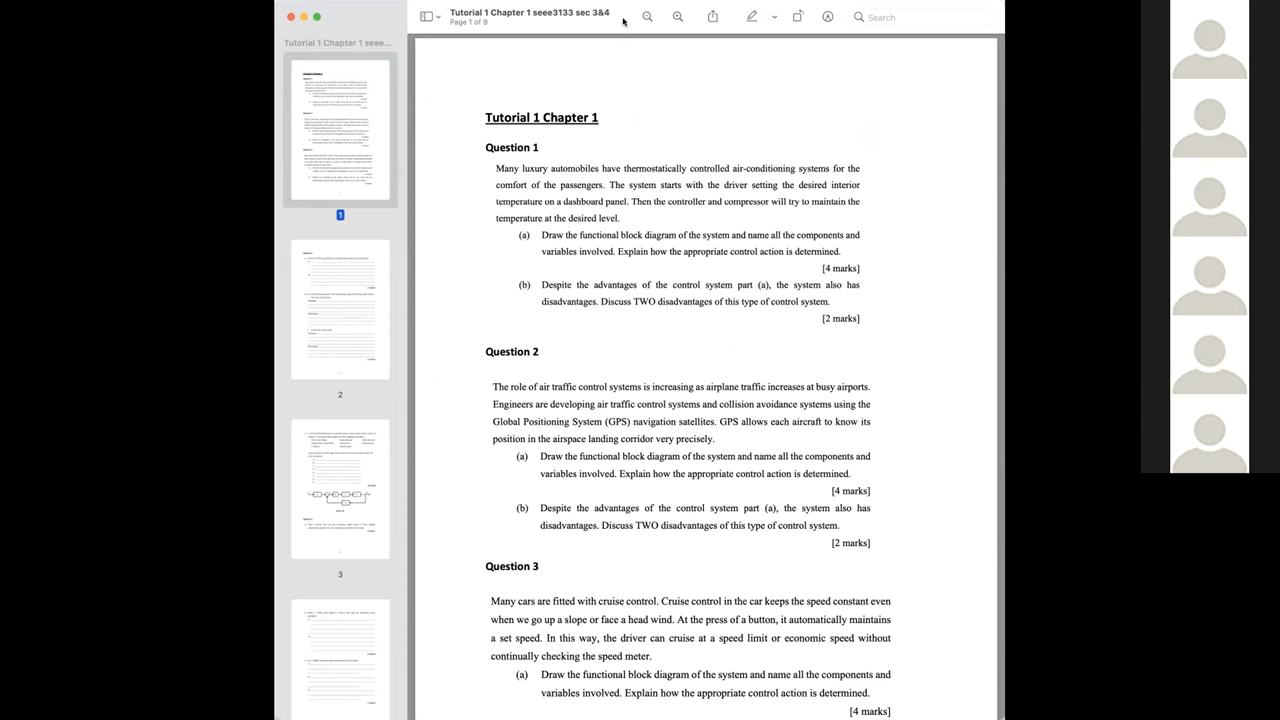 Tutorial 1 Chapter 1 seee3133 sec 3&4
Page 1 of 9
Search
Tutorial 1 Chapter 1 seee...
1
2
3
Tutorial 1 Chapter 1
Question 1
Many luxury automobiles have thermostatically controlled air-conditioning systems for the
comfort of the passengers. The system starts with the driver setting the desired interior
temperature on a dashboard panel. Then the controller and compressor will try to maintain the
temperature at the desired level.
(a) Draw the functional block diagram of the system and name all the components and
variables involved. Explain how the appropriate control action is determined.
[4 marks]
(b) Despite the advantages of the control system part (a), the system also has
disadvantages. Discuss TWO disadvantages of this type of control system.
[2 marks]
Question 2
The role of air traffic control systems is increasing as airplane traffic increases at busy airports.
Engineers are developing air traffic control systems and collision avoidance systems using the
Global Positioning System (GPS) navigation satellites. GPS allows each aircraft to know its
position in the airspace landing corridor very precisely.
(a) Draw the functional block diagram of the system and name all the components and
variables involved. Explain how the appropriate control action is determined.
[4 marks]
(b) Despite the advantages of the control system part (a), the system also has
disadvantages. Discuss TWO disadvantages of this type of control system.
[2 marks]
Question 3
Many cars are fitted with cruise control. Cruise control in the car keeps the speed constant even
when we go up a slope or face a head wind. At the press of a button, it automatically maintains
a set speed. In this way, the driver can cruise at a speed limit or economic speed without
continually checking the speed meter.
(a) Draw the functional block diagram of the system and name all the components and
variables involved. Explain how the appropriate control action is determined.
[4 marks]